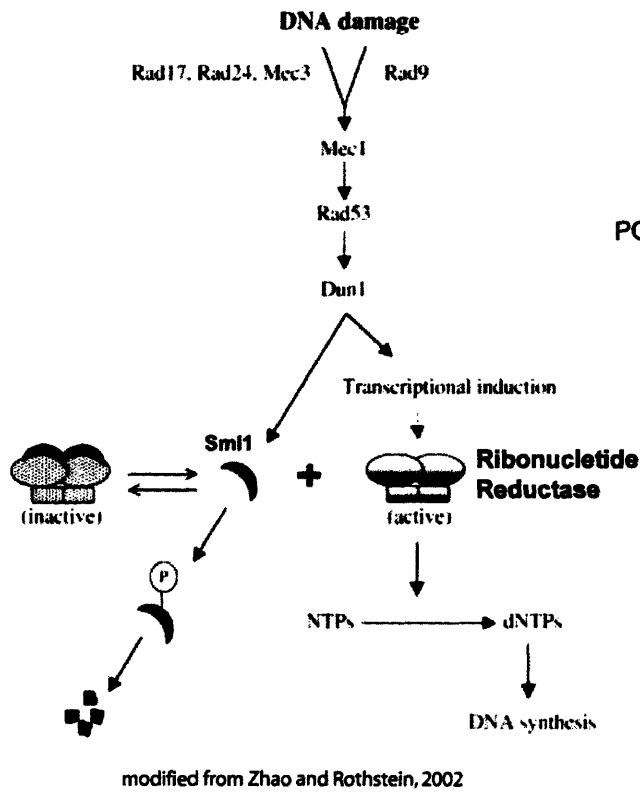 DNA damage
Rad17, Rad24, Mec3
Rad9
Mec1
Rad53
PO
Dun1
Transcriptional induction
Sml1
+
Ribonucletide
Reductase
(inactive)
(active)
P
NTPs
dNTPs
DNA synthesis
modified from Zhao and Rothstein, 2002